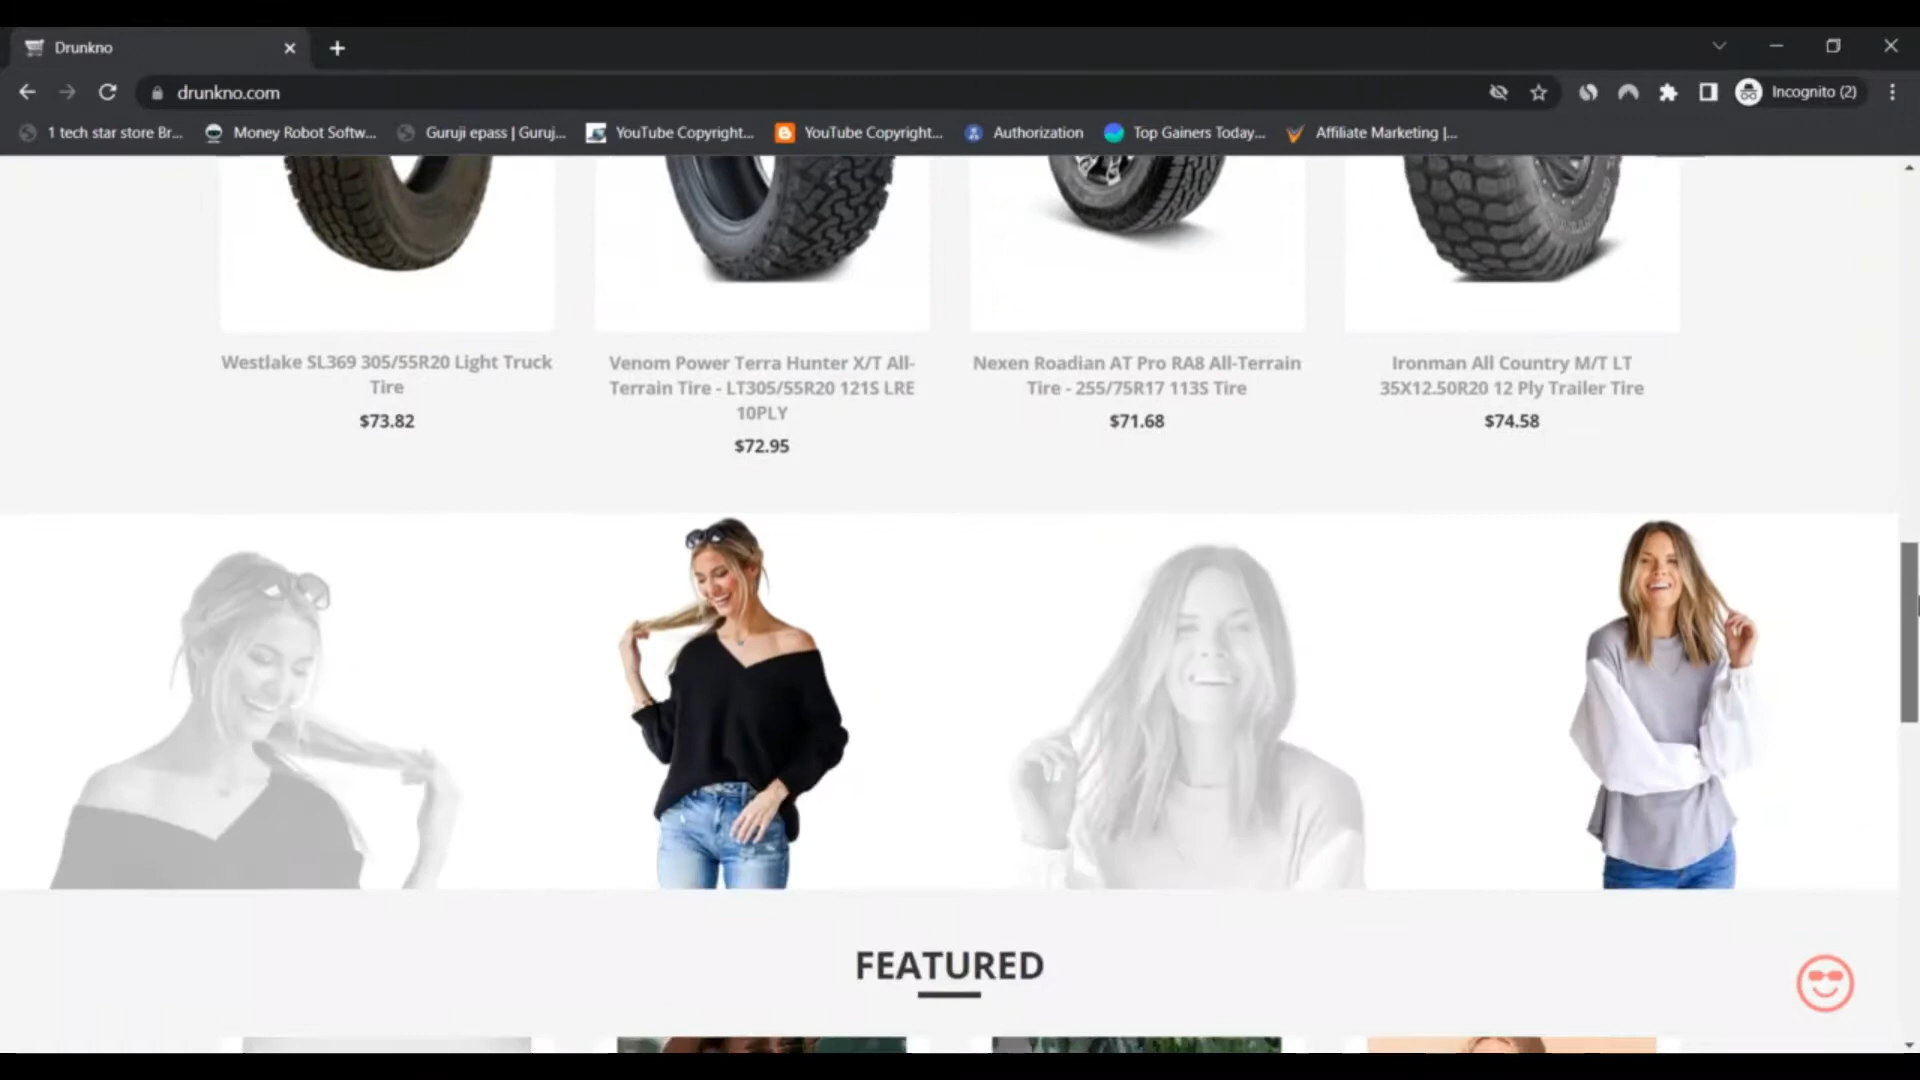 Drunkno
drunkno.com
Incognito (2)
1 tech star store Br...
Money Robot Softw...
Guruji epass | Guruj...
YouTube Copyright...
YouTube Copyright...
Authorization
Top Gainers Today...
Affiliate Marketing |...
Westlake SL369 305/55R20 Light Truck
Tire
$73.82
Venom Power Terra Hunter X/T All-
Terrain Tire - LT305/55R20 121S LRE
10PLY
$72.95
Nexen Roadian AT Pro RA8 All-Terrain
Tire - 255/75R17 113S Tire
$71.68
Ironman All Country M/T LT
35X12.50R20 12 Ply Trailer Tire
$74.58
FEATURED